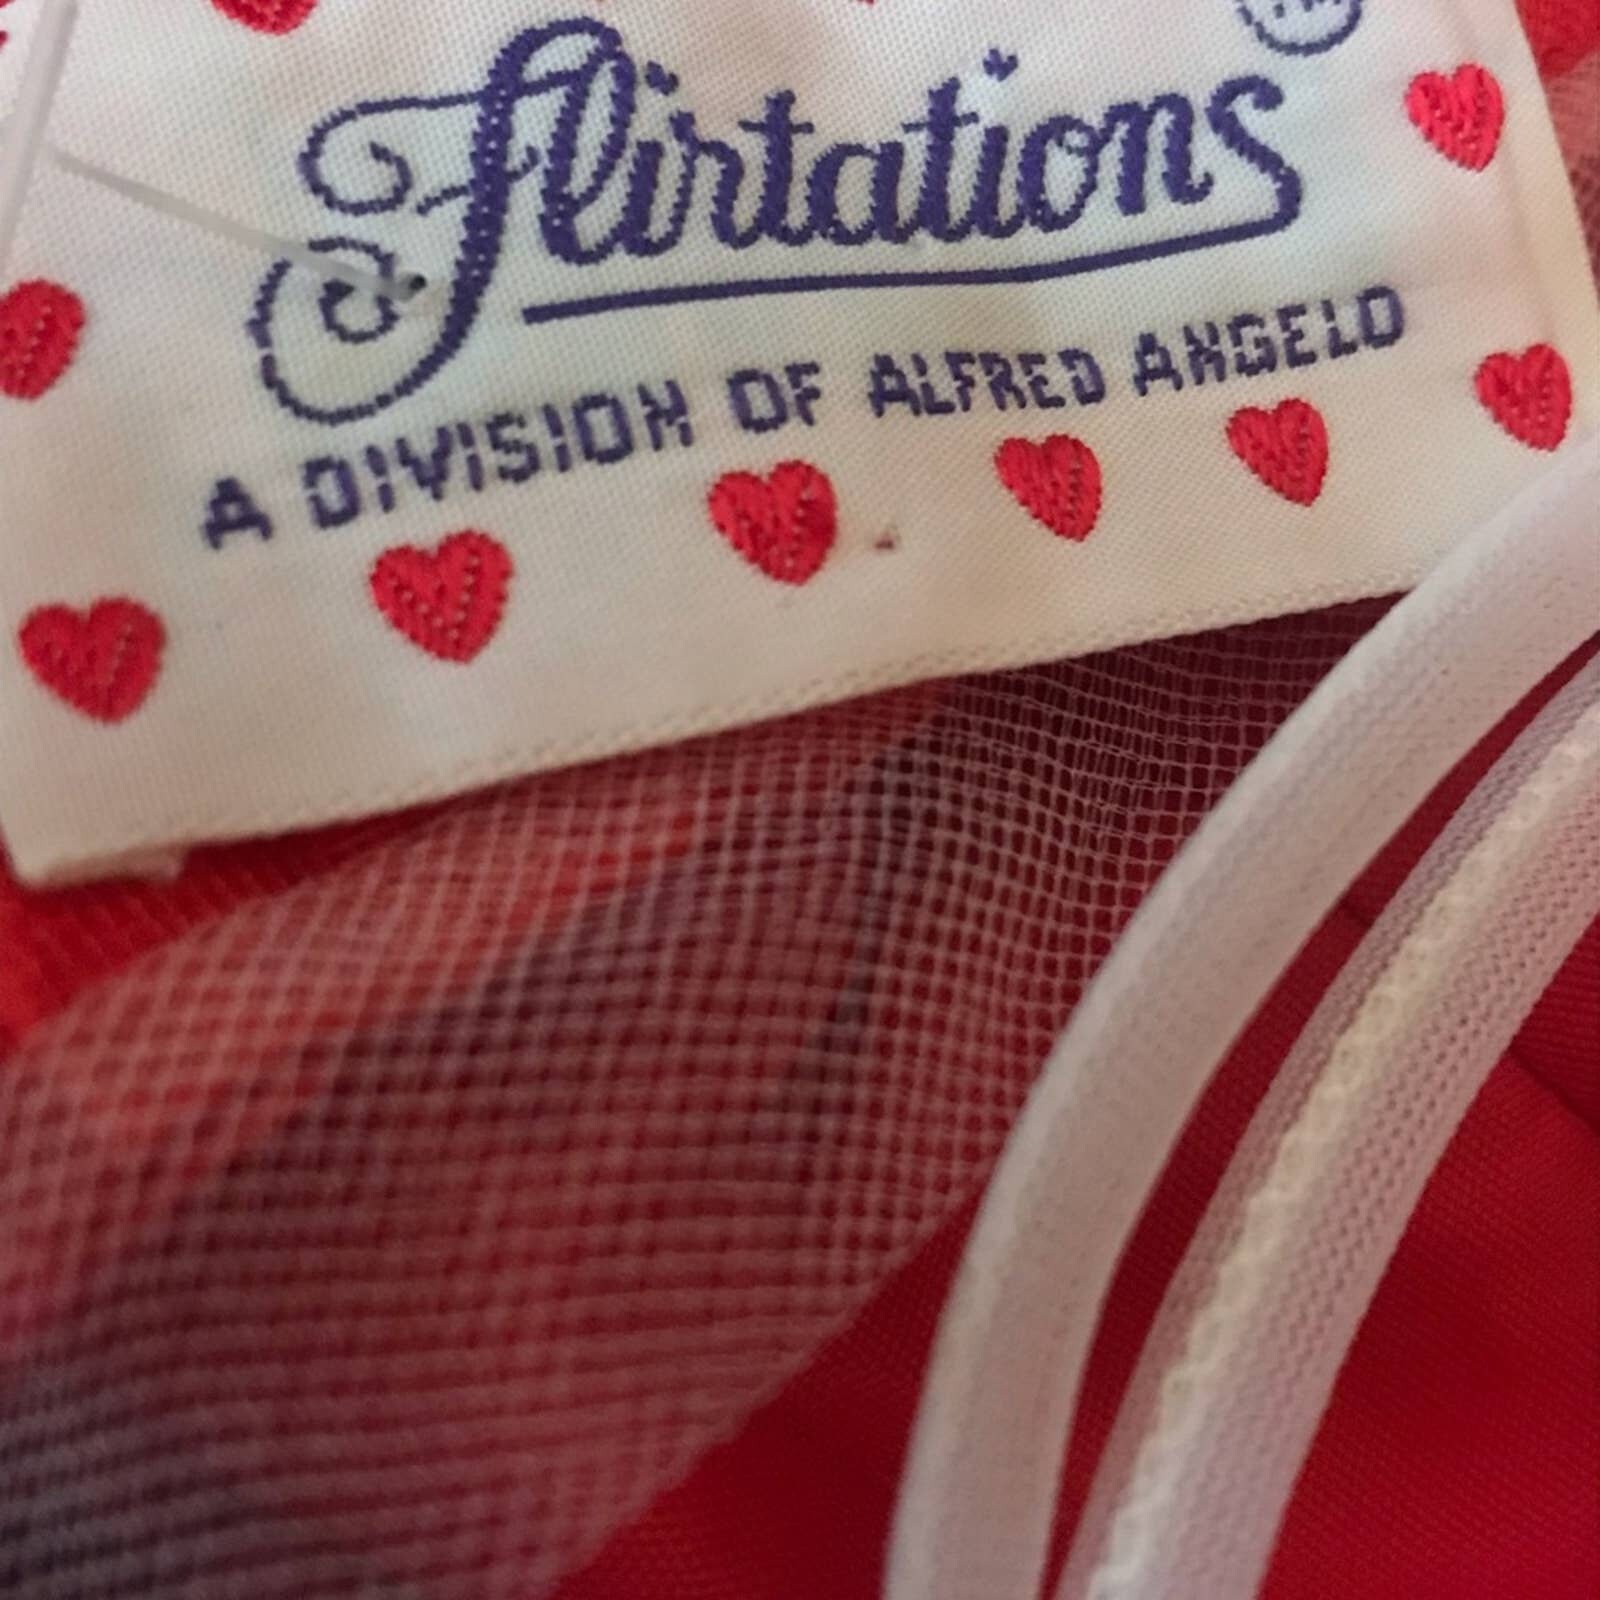 Flirtations
A DIVISION OF ALFRED ANGELO